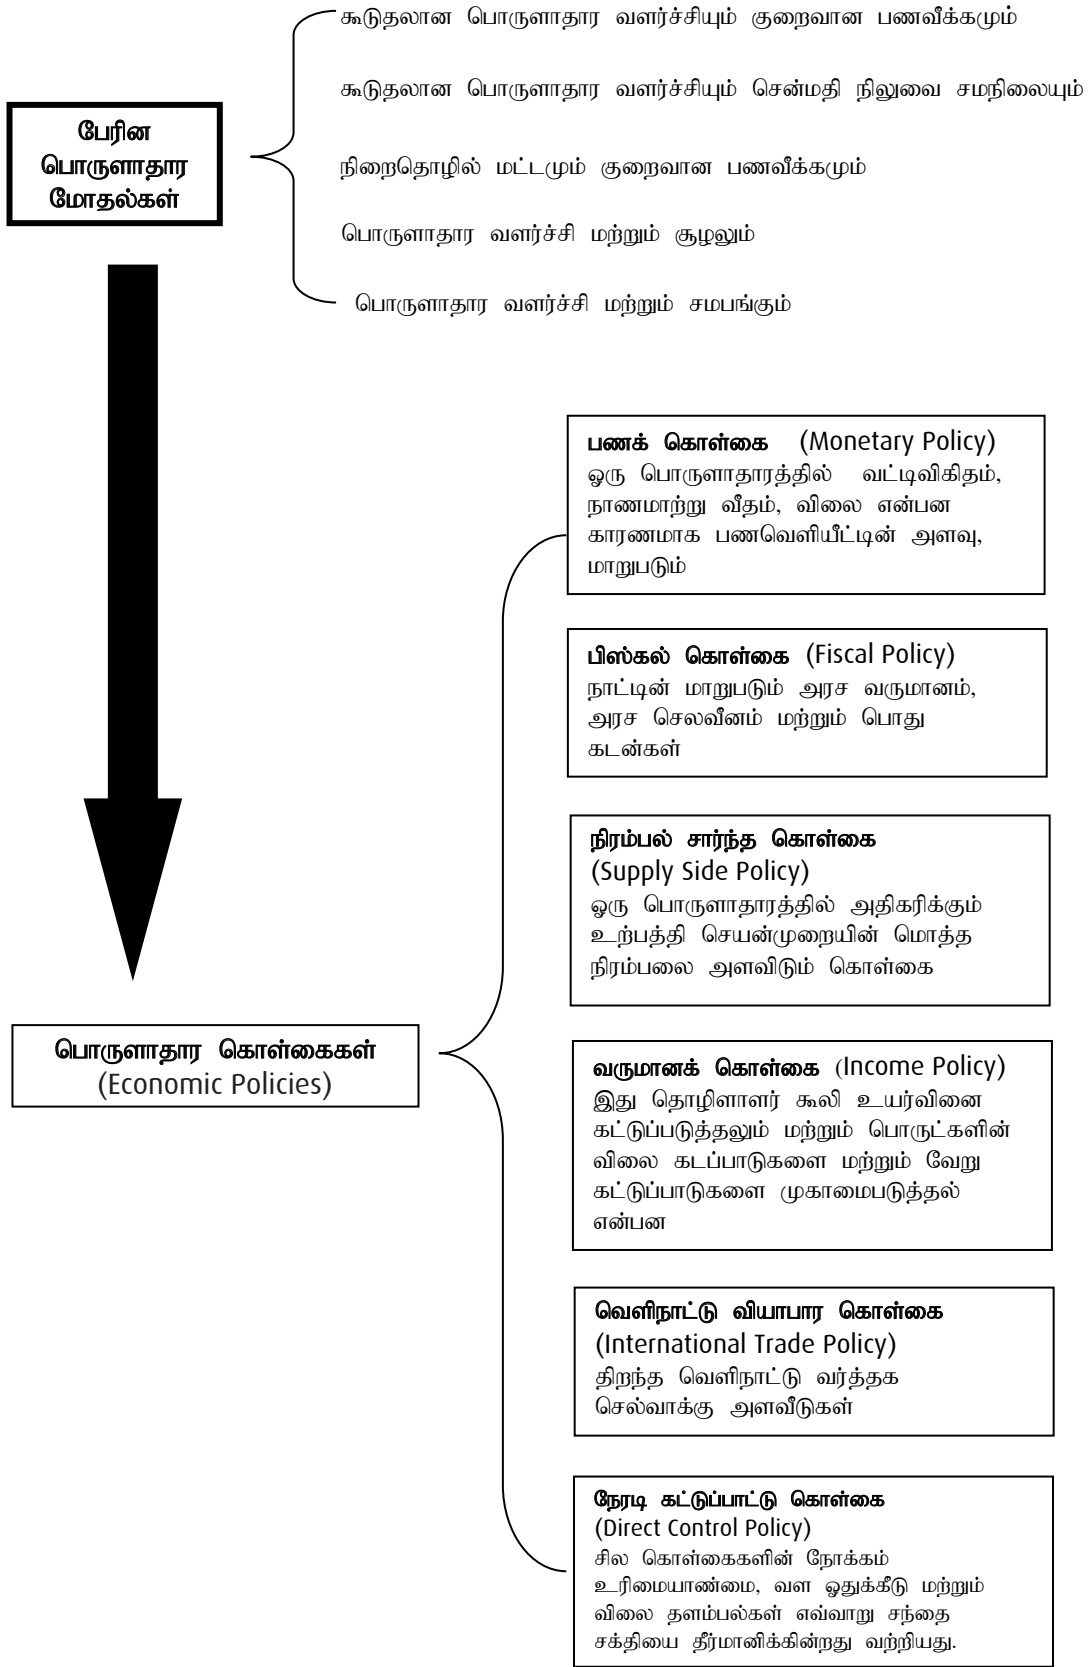 கூடுதலான பொருளாதார வளர்ச்சியும் குறைவான பணவீக்கமும்
கூடுதலான பொருளாதார வளர்ச்சியும் சென்மதி நிலுவை சமநிலையும்
பேரின
பொருளாதார
மோதல்கள்
நிறைதொழில் மட்டமும் குறைவான பணவீக்கமும்
பொருளாதார வளர்ச்சி மற்றும் சூழலும்
பொருளாதார வளர்ச்சி மற்றும் சமபங்கும்
பணக் கொள்கை (Monetary Policy)
ஓரு பொருளாதாரத்தில் வட்டிவிகிதம்,
நாணமாற்று வீதம், விலை என்பன
காரணமாக பணவெளியீட்டின் அளவு,
மாறுபடும்
பிஸ்கல் கொள்கை (Fiscal Policy)
நாட்டின் மாறுபடும் அரச வருமானம்,
அரச செலவீனம் மற்றும் பொது
கடன்கள்
நிரம்பல் சார்ந்த கொள்கை
(Supply Side Policy)
ஓரு பொருளாதாரத்தில் அதிகரிக்கும்
உற்பத்தி செயன்முறையின் மொத்த
நிரம்பலை அளவிடும் கொள்கை
பொருளாதார கொள்கைகள்
(Economic Policies)
வருமானக் கொள்கை (Income Policy)
இது தொழிளாளர் கூலி உயர்வினை
கட்டுப்படுத்தலும் மற்றும் பொருட்களின்
விலை கடப்பாடுகளை மற்றும் வேறு
கட்டுப்பாடுகளை முகாமைபடுத்தல்
என்பன
வெளிநாட்டு வியாபார கொள்கை
(International Trade Policy)
திறந்த வெளிநாட்டு வர்த்தக
செல்வாக்கு அளவீடுகள்
நேரடி கட்டுப்பாட்டு கொள்கை
(Direct Control Policy)
சில கொள்கைகளின் நோக்கம்
உரிமையாண்மை, வள ஓதுக்கீடு மற்றும்
விலை தளம்பல்கள் எவ்வாறு சந்தை
சக்தியை தீர்மானிக்கின்றது வற்றியது.